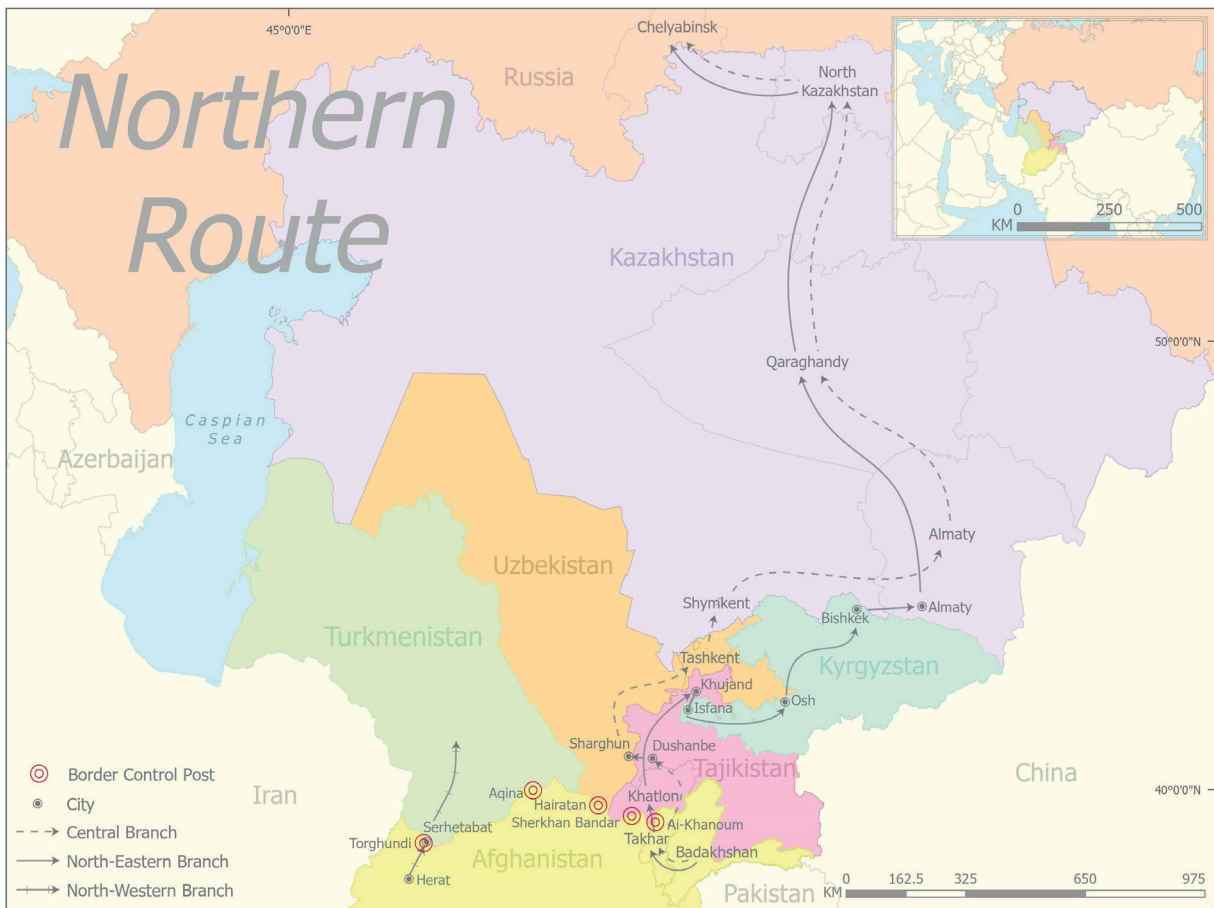 45°0'0"E
Chelyabinsk
Russia
North
Kazakhstan
Northern
Route
0 250 500
KM
Kazakhstan
50°0'0"N
Qaraghandy
Caspian
Sea
Azerbaijan
Almaty
Uzbekistan
Shymkent
Almaty
Bishkek
Turkmenistan
Tashkent
Kyrgyzstan
Khujand
Osh
Isfana
Sharghun
Dushanbe
Border Control Post
Tajikistan
China
Iran
Aqina
Khatlon
40°0'0"N
City
Hairatan
Sherkhan Bandar
Ai-Khanoum
Central Branch
Serhetabat
Takhar
Torghundi
Badakhshan
North-Eastern Branch
Afghanistan
Herat
North-Western Branch
Pakistan
0 162.5 325 650 975
KM